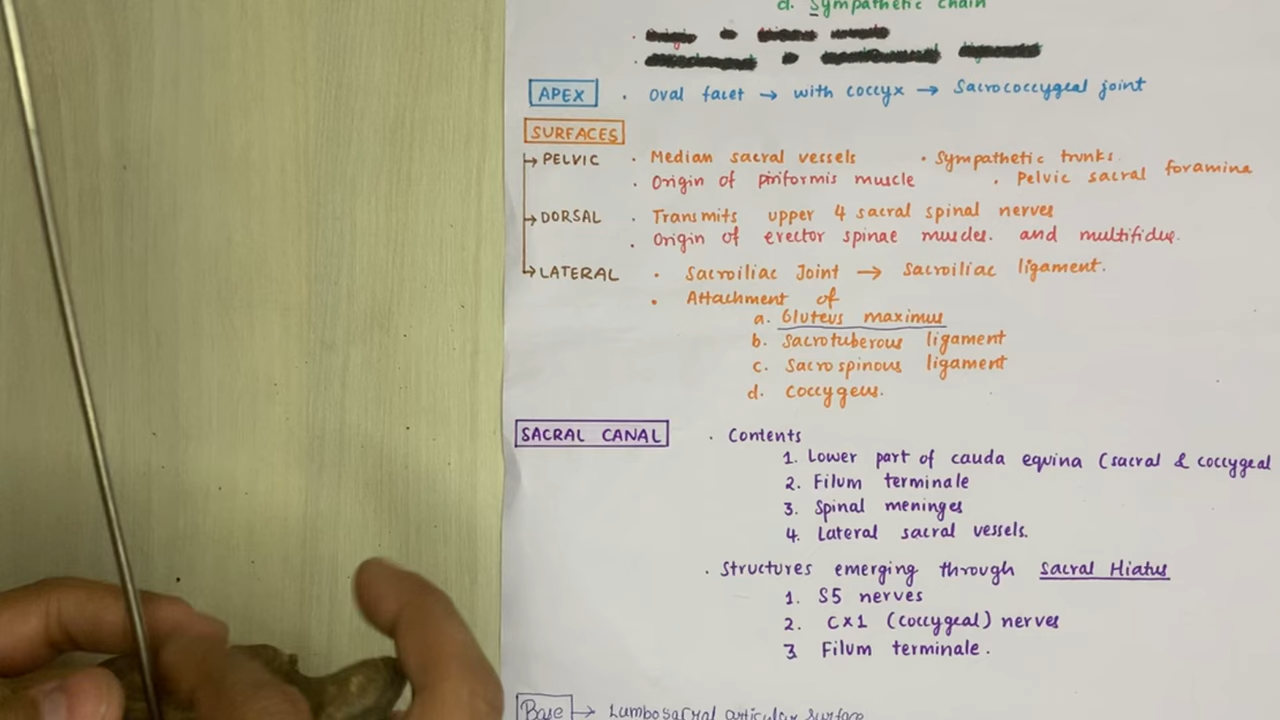 d. Sympathetic chain
APEX . Oval facet → with coccyx → Sacrococcygeal joint
SURFACES
→ PELVIC . Median sacral vessels . Sympathetic trunks.
. Origin of piriformis muscle . Pelvic sacral foramina
→ DORSAL . Transmits upper 4 sacral spinal nerves
. Origin of erector spinae muscles. and multifidus.
→ LATERAL . Sacroiliac Joint → Sacroiliac ligament.
. Attachment of
a. Gluteus maximus
b. Sacrotuberous ligament
c. Sacrospinous ligament
d. Coccygeus.
SACRAL CANAL . Contents
1. Lower part of cauda equina (sacral & coccygeal
2. Filum terminale
3. Spinal meninges
4. Lateral sacral vessels.
. Structures emerging through Sacral Hiatus
1. S5 nerves
2. CX1 (coccygeal) nerves
3 Filum terminale.
Base → Lumbosacral articular surface